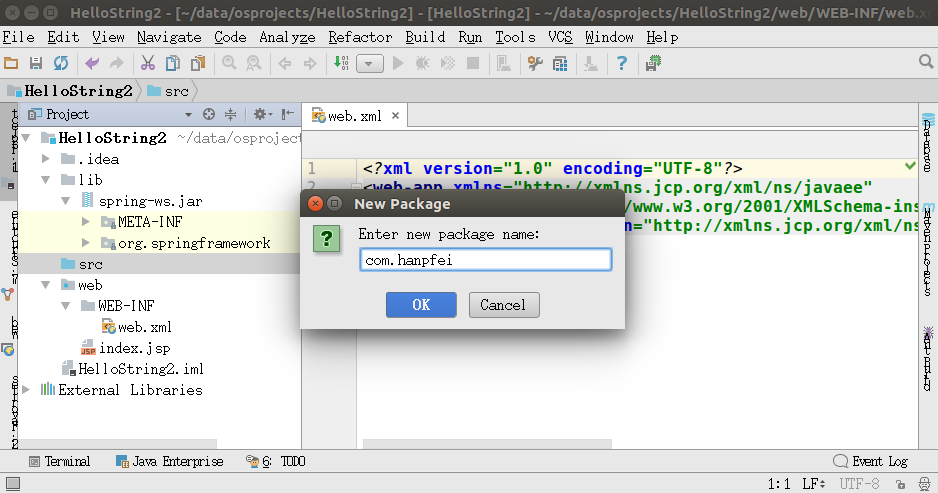 HelloString2 - [~/data/osprojects/HelloString2] - [HelloString2] - ~/data/osprojects/HelloString2/web/WEB-INF/web.x
File Edit View Navigate Code Analyze Refactor Build Run Tools VCS Window Help
HelloString2 src
Project
web.xml
HelloString2 ~/data/osproject
.idea
lib
spring-ws.jar
META-INF
org.springframework
src
web
WEB-INF
web.xml
index.jsp
HelloString2.iml
External Libraries
1 <?xml version="1.0" encoding="UTF-8"?>
2 <web-app xmlns="http://xmlns.jcp.org/xml/ns/javaee"
/www.w3.org/2001/XMLSchema-ins
n="http://xmlns.jcp.org/xml/ns
New Package
Enter new package name:
com.hanpfei
OK Cancel
Database
Maven Projects
Ant Build
Terminal Java Enterprise 6: TODO Event Log
1:1 LF UTF-8